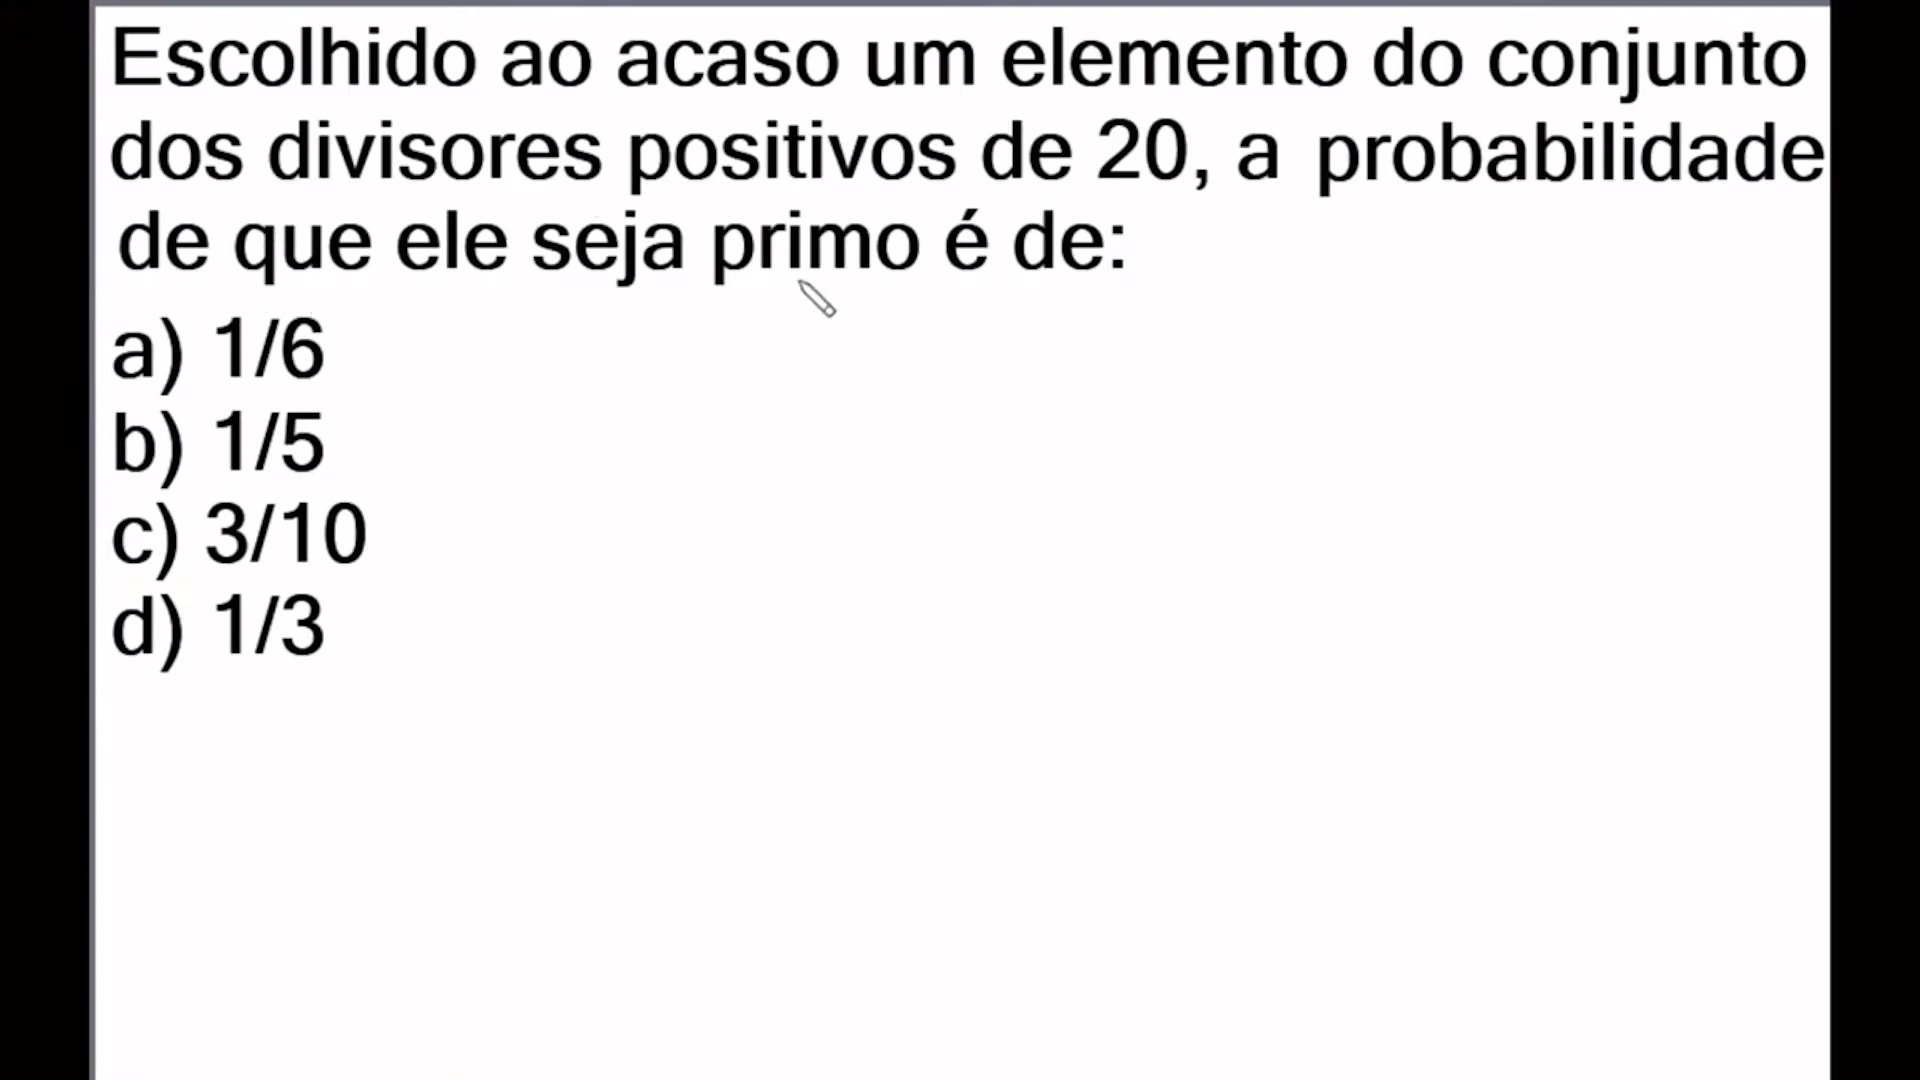 Escolhido ao acaso um elemento do conjunto
dos divisores positivos de 20, a probabilidade
de que ele seja primo é de:
a) 1/6
b) 1/5
c) 3/10
d) 1/3